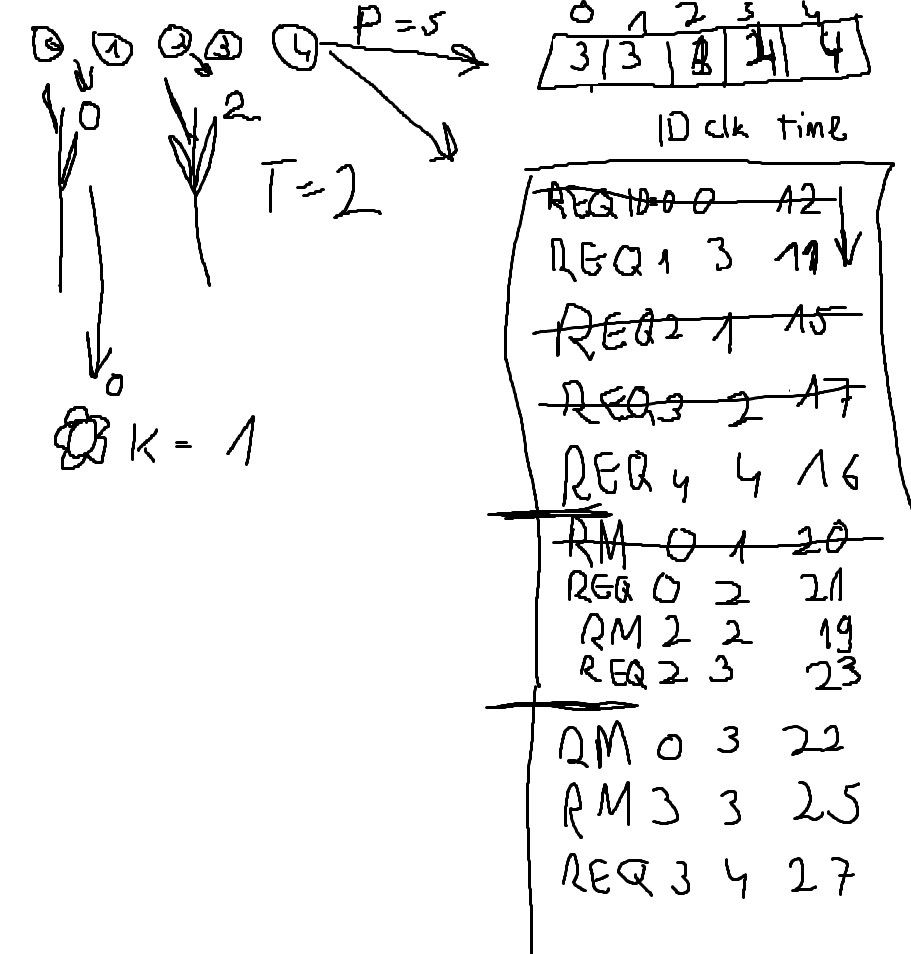 0 1 2 3 4 P = 5
0 1 2 3 4
3 3 4 4
ID clk time
0 2
T = 2
REQ ID=0 0 12
REQ 1 3 11
REQ 2 1 15
REQ 3 2 17
REQ 4 4 16
RM 0 1 20
REQ 0 2 21
RM 2 2 19
REQ 2 3 23
0
K = 1
RM 0 3 22
RM 3 3 25
REQ 3 4 27